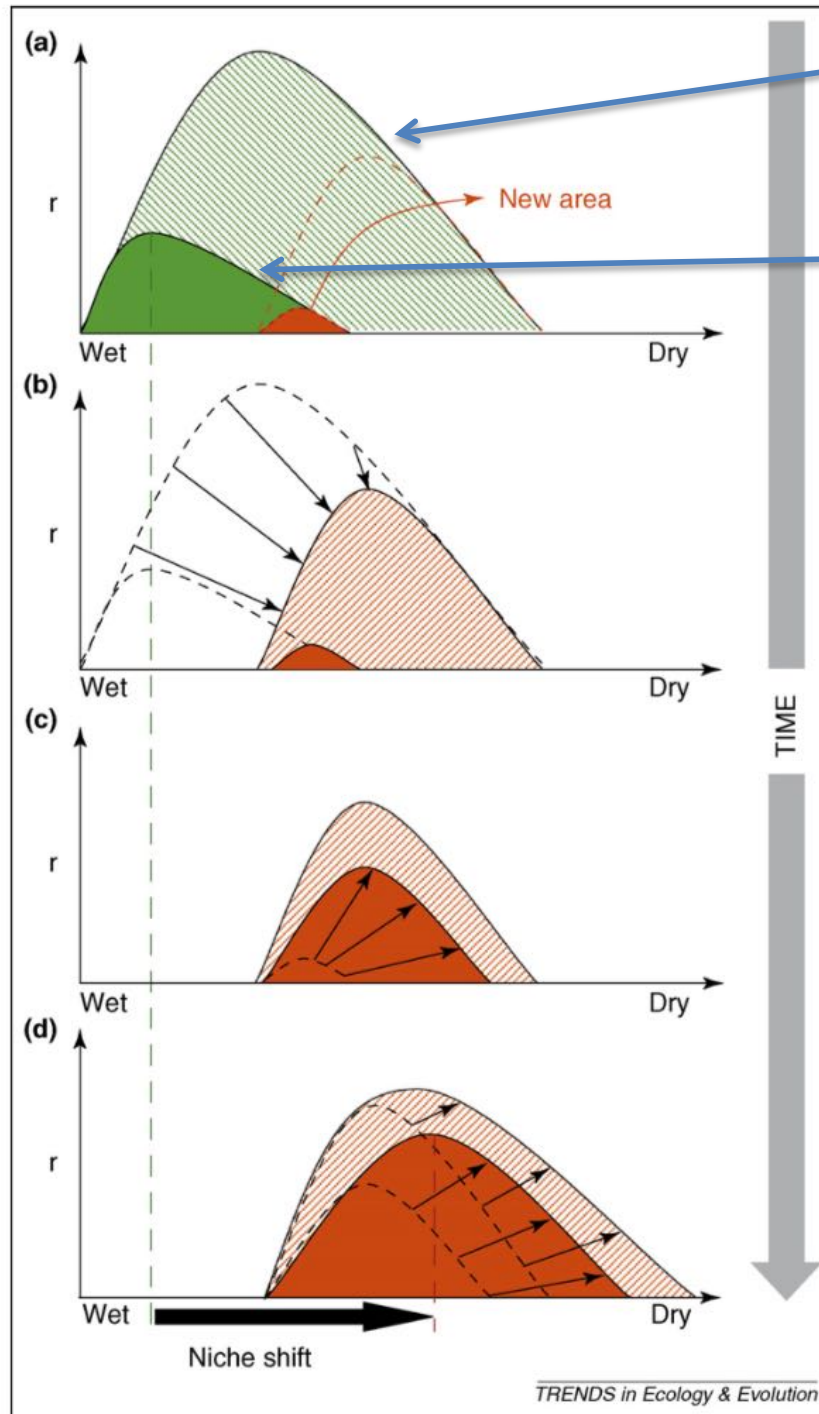 (a)
r
New area
Wet Dry
(b)
r
Wet Dry
(c)
r
Wet Dry
(d)
r
Wet Dry
Niche shift
TIME
TRENDS in Ecology & Evolution